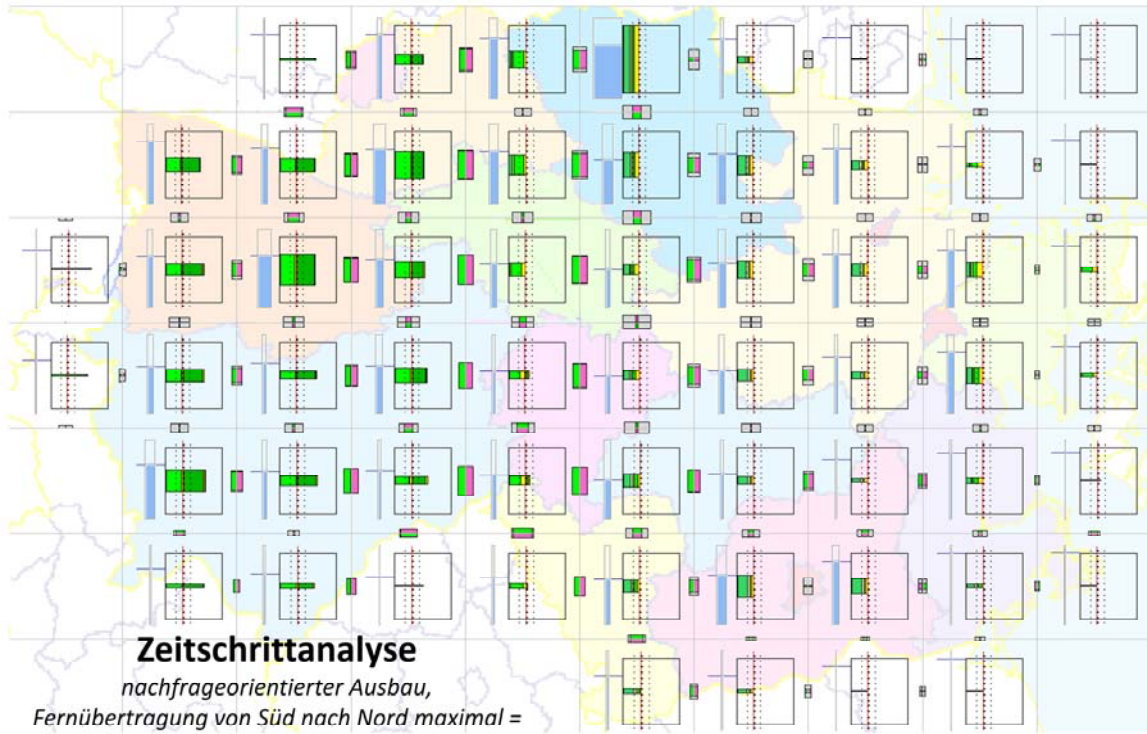 Zeitschrittanalyse
nachfrageorientierter Ausbau,
Fernübertragung von Süd nach Nord maximal =